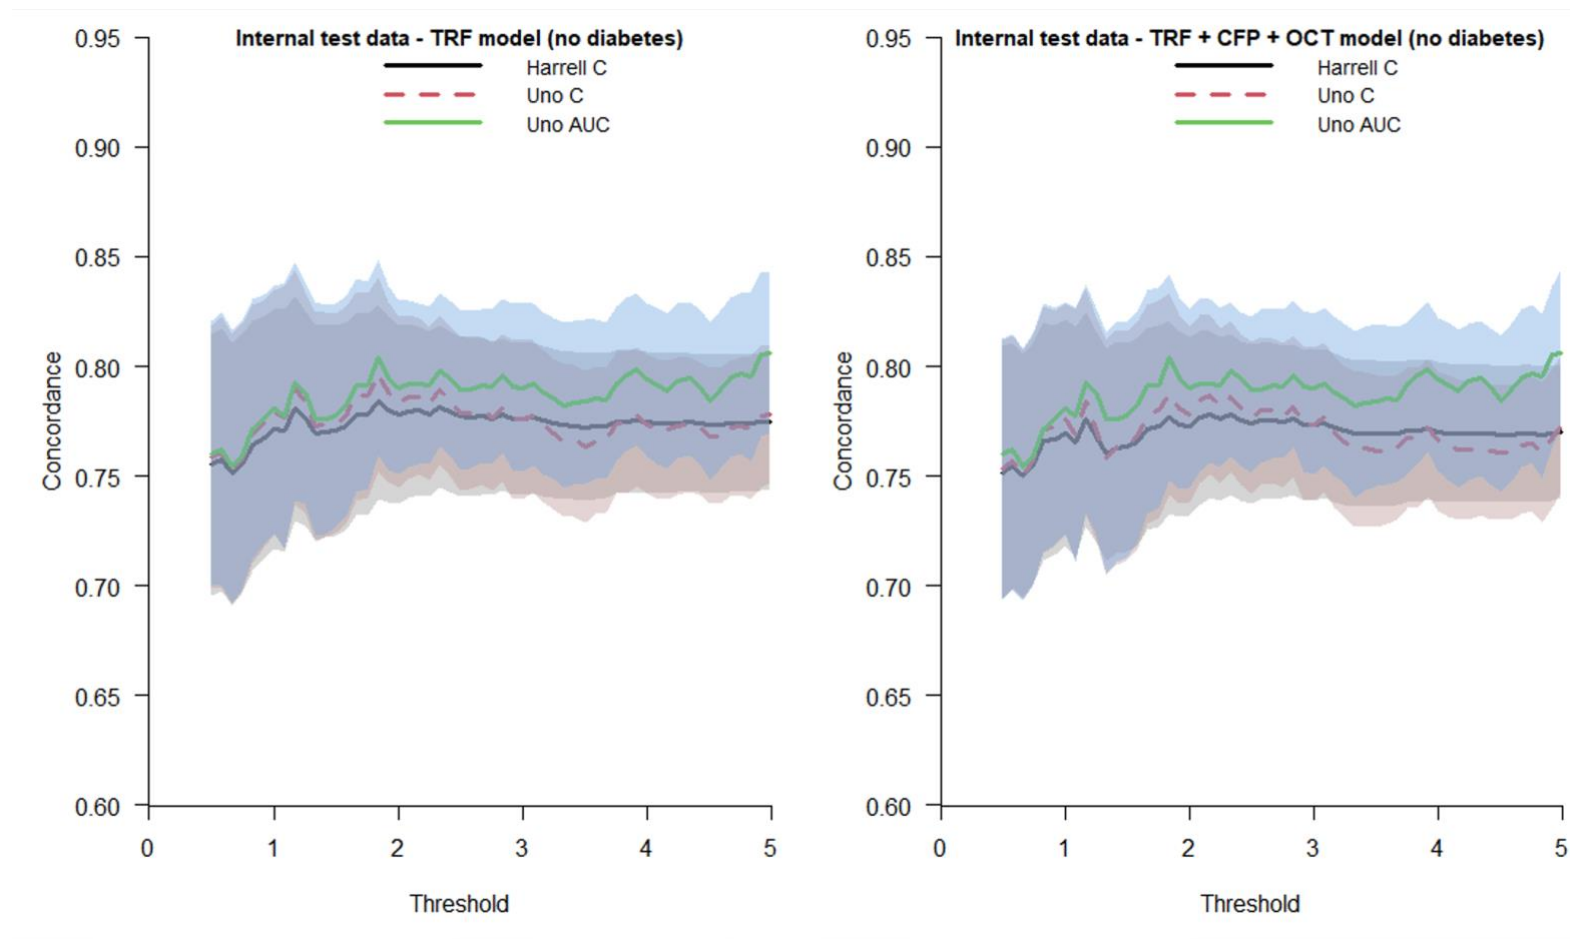 Internal test data - TRF model (no diabetes)
Harrell C
Uno C
Uno AUC
0.95
0.90
0.85
0.80
0.75
0.70
0.65
0.60
Concordance
0
1
2
3
4
5
Threshold
Internal test data - TRF + CFP + OCT model (no diabetes)
Harrell C
Uno C
Uno AUC
0.95
0.90
0.85
0.80
0.75
0.70
0.65
0.60
Concordance
0
1
2
3
4
5
Threshold